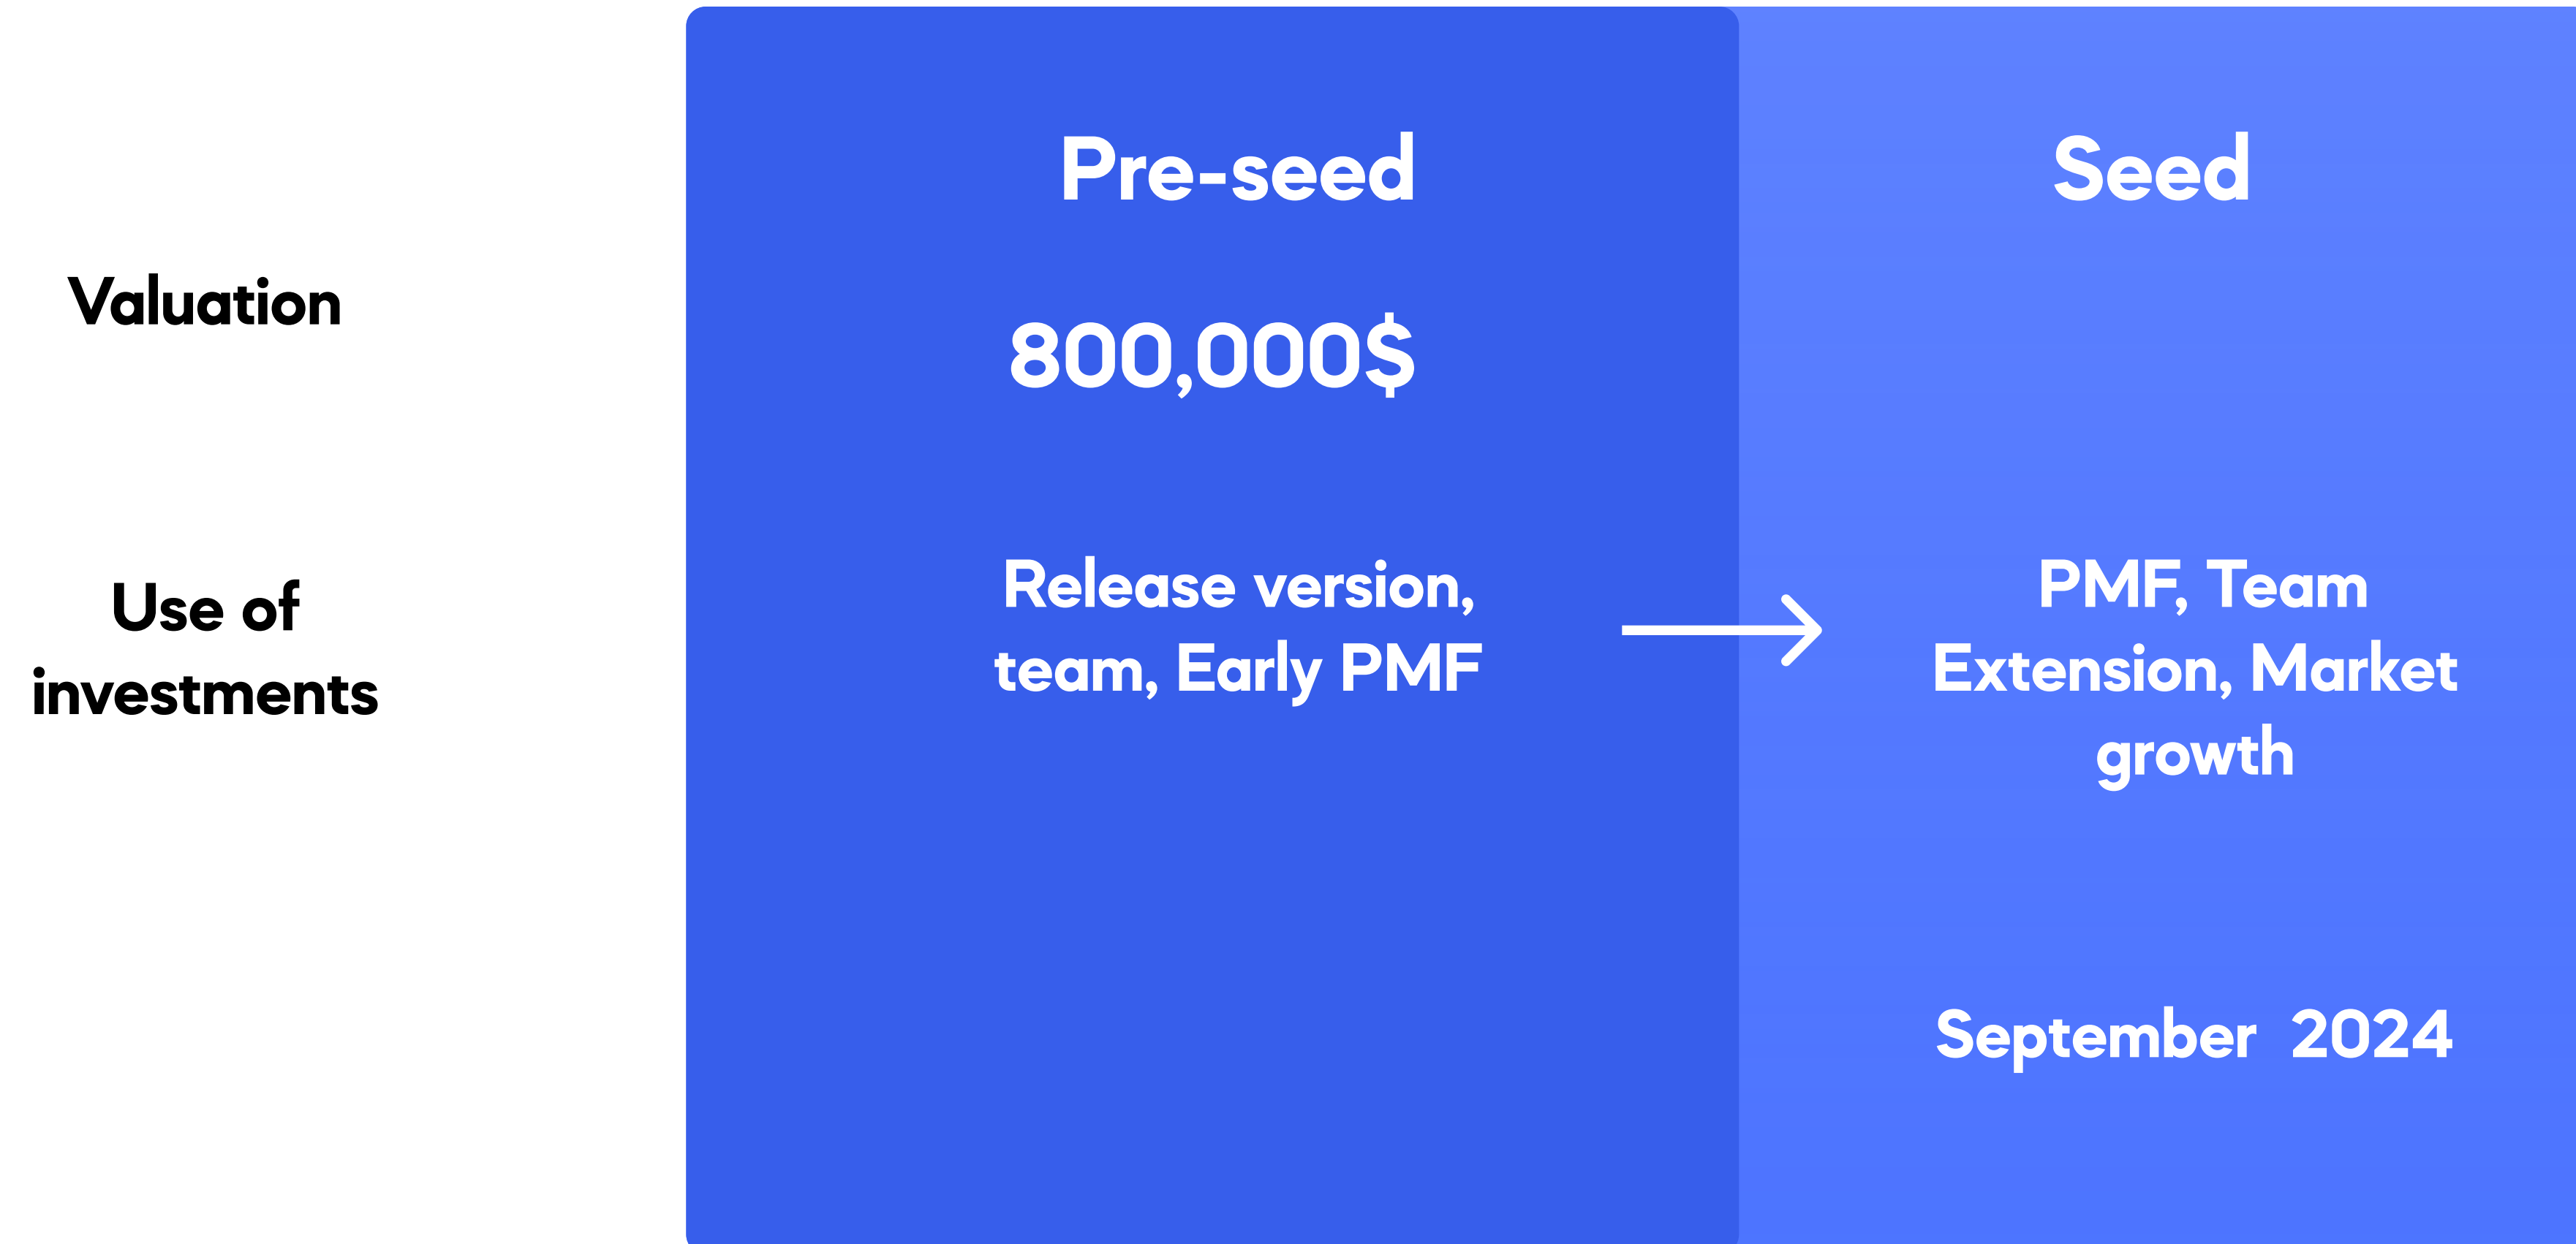 Pre-seed
Seed
Valuation
800,000$
Use of
investments
Release version,
team, Early PMF
PMF, Team
Extension, Market
growth
September 2024